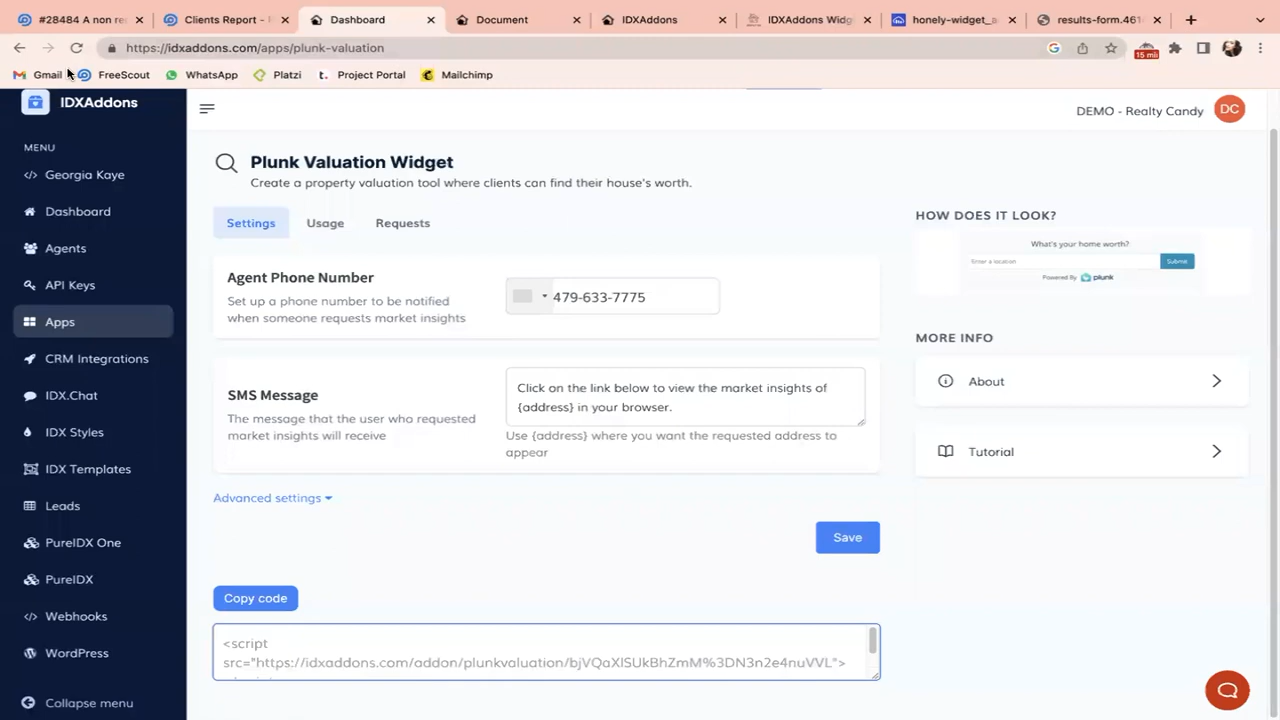 #28484 A non re
Clients Report -
Dashboard
Document
IDXAddons
IDXAddons Widg
honely-widget_a
results-form.461
https://idxaddons.com/apps/plunk-valuation
15 mil
Gmail
FreeScout
WhatsApp
Platzi
Project Portal
Mailchimp
IDXAddons
MENU
Georgia Kaye
Dashboard
Agents
API Keys
Apps
CRM Integrations
IDX.Chat
IDX Styles
IDX Templates
Leads
PureIDX One
PureIDX
Webhooks
WordPress
Collapse menu
DEMO - Realty Candy
DC
Plunk Valuation Widget
Create a property valuation tool where clients can find their house's worth.
Settings
Usage
Requests
Agent Phone Number
Set up a phone number to be notified
when someone requests market insights
479-633-7775
SMS Message
The message that the user who requested
market insights will receive
Click on the link below to view the market insights of
{address} in your browser.
Use {address} where you want the requested address to
appear
Advanced settings
Save
Copy code
<script
src="https://idxaddons.com/addon/plunkvaluation/bjVQaXlSUkBhZmM%3DN3n2e4nuVVL">
HOW DOES IT LOOK?
What's your home worth?
Enter a location
Submit
Powered By plunk
MORE INFO
About
Tutorial